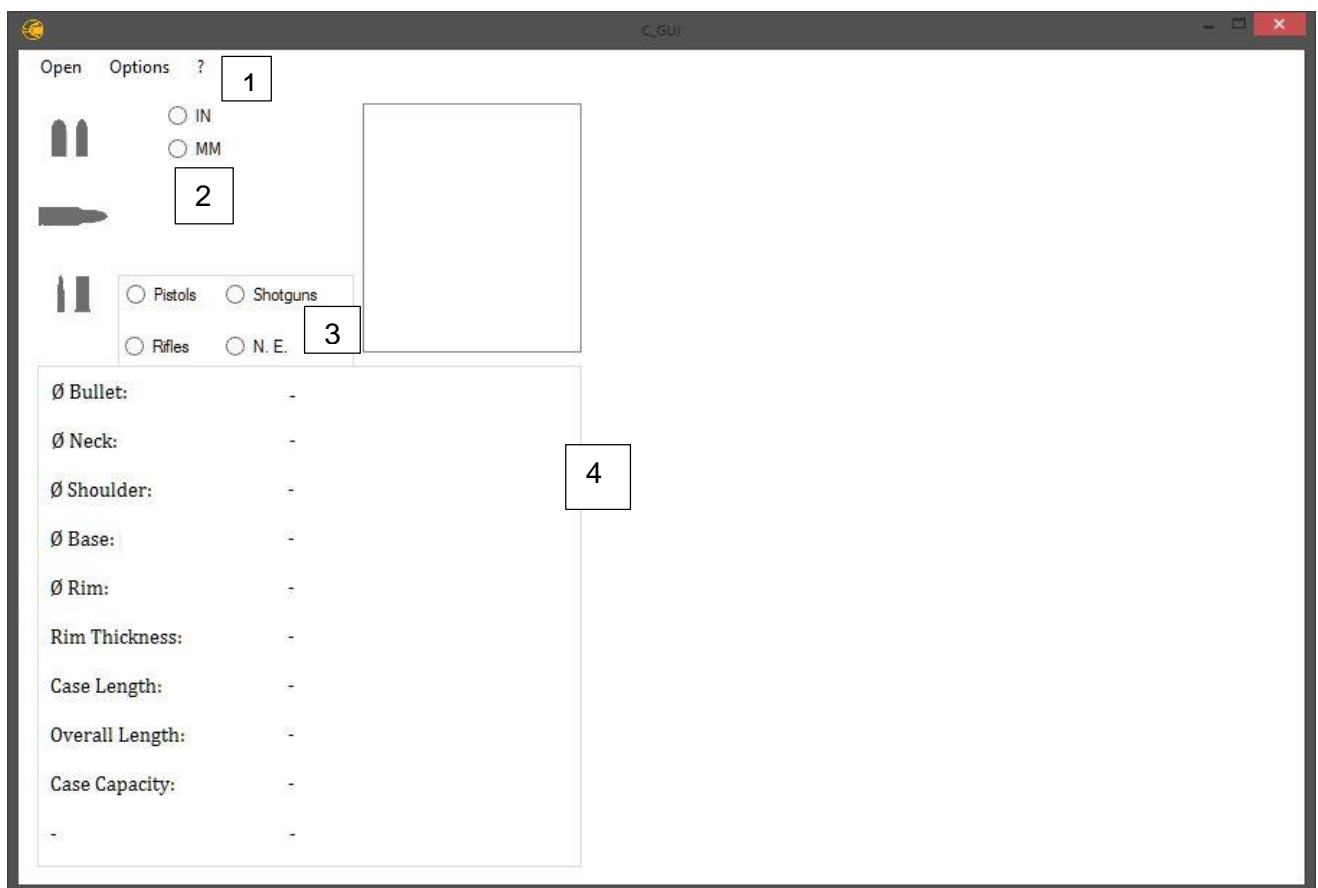 C_GUI
Open Options ?
1
IN
MM
2
Pistols Shotguns
3
Rifles N. E.
Ø Bullet: -
Ø Neck: -
4
Ø Shoulder: -
Ø Base: -
Ø Rim: -
Rim Thickness: -
Case Length: -
Overall Length: -
Case Capacity: -
- -